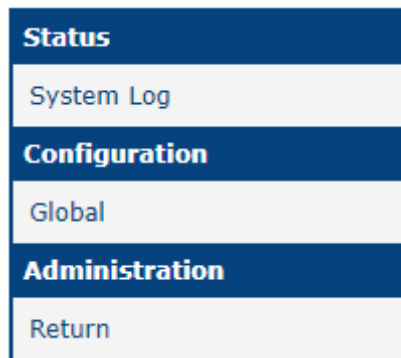 Status
System Log
Configuration
Global
Administration
Return